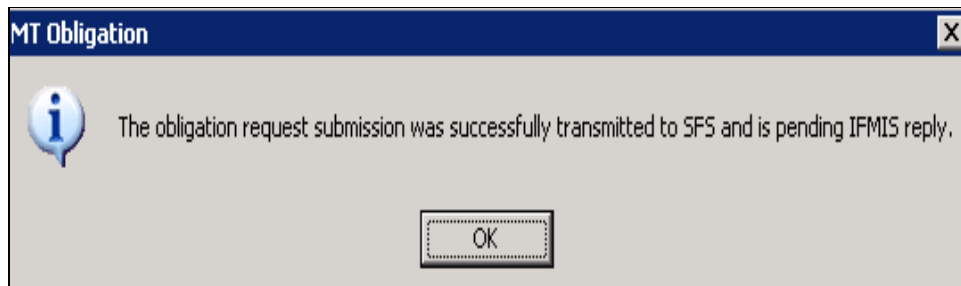 MT Obligation
The obligation request submission was successfully transmitted to SFS and is pending IFMIS reply.
OK